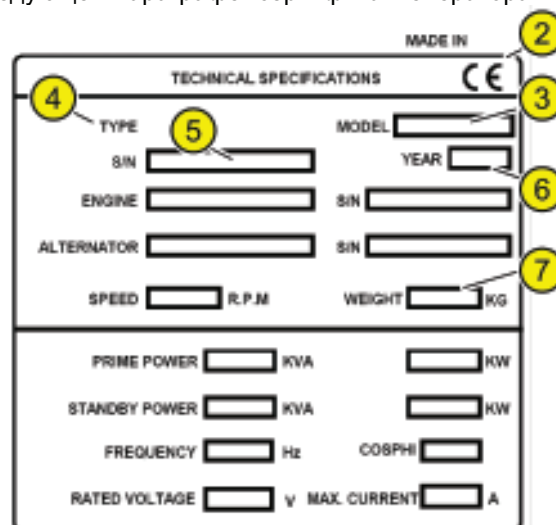 MADE IN 2
TECHNICAL SPECIFICATIONS CE
4 TYPE 5 MODEL 3
S/N YEAR 6
ENGINE S/N
ALTERNATOR S/N 7
SPEED R.P.M WEIGHT KG
PRIME POWER KVA KW
STANDBY POWER KVA KW
FREQUENCY Hz COSPHI
RATED VOLTAGE V MAX. CURRENT A